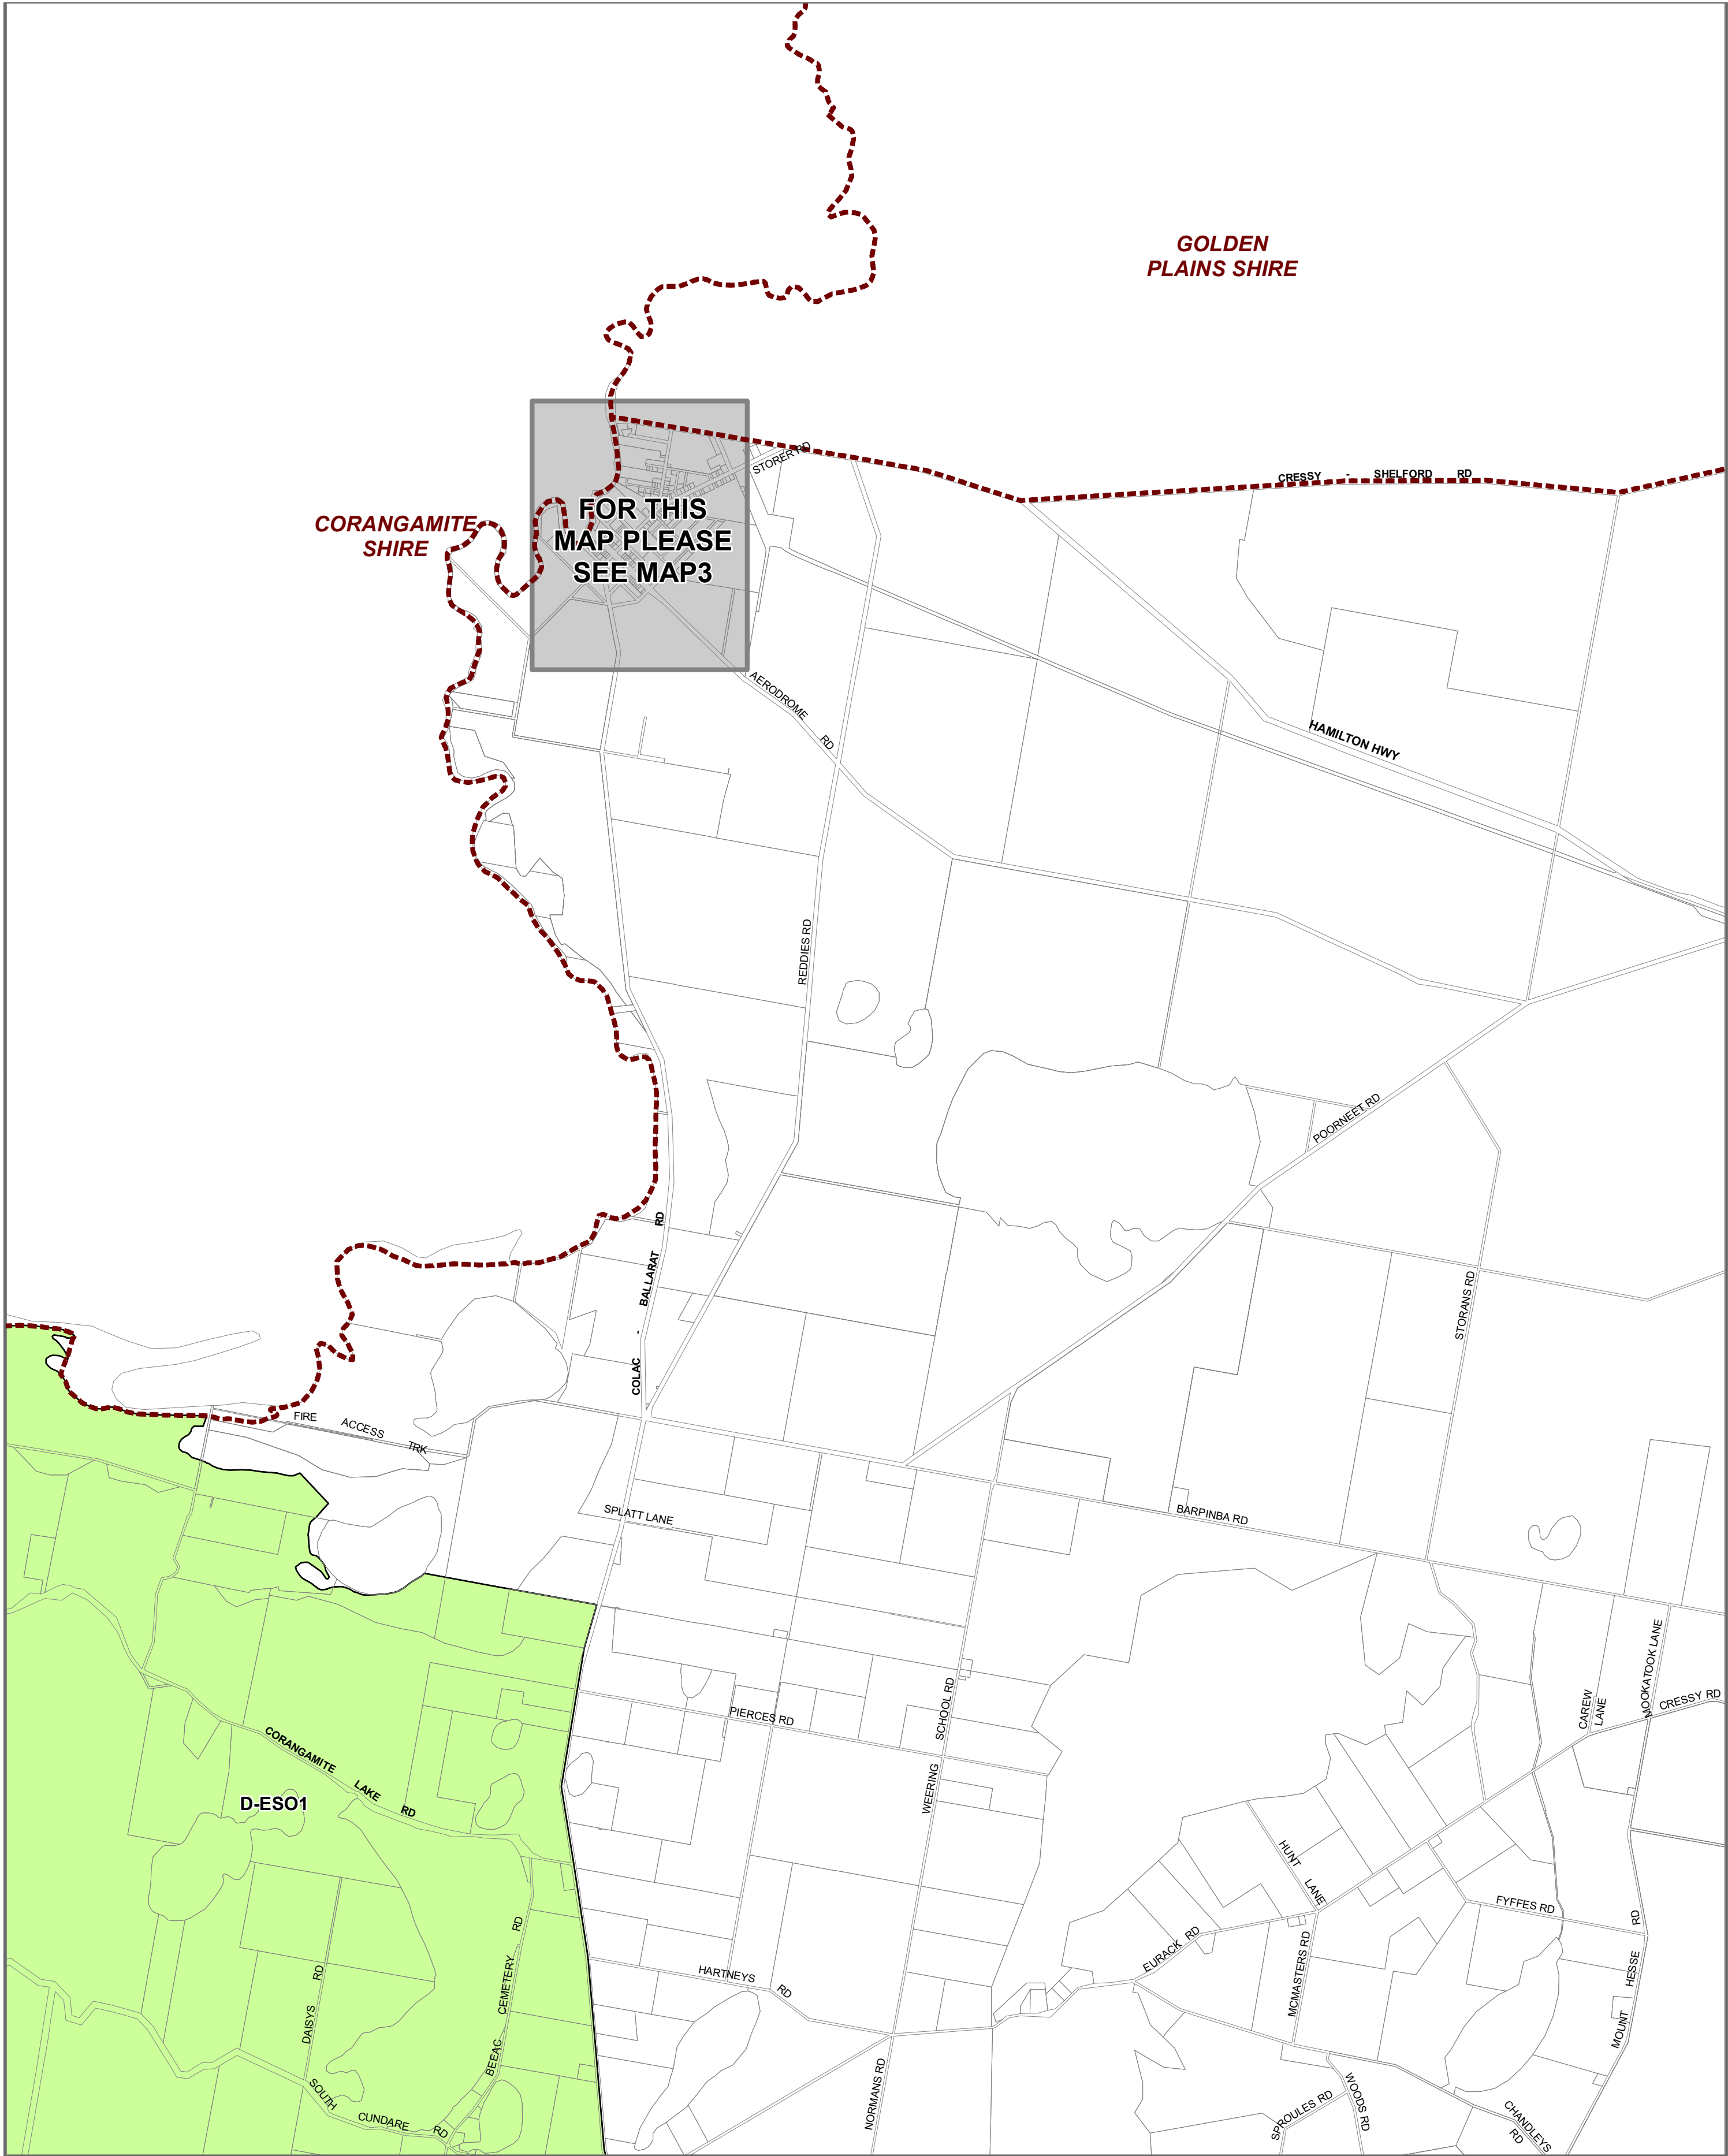 GOLDEN
PLAINS SHIRE
STORER RD
CRESSY - SHELFORD RD
CORANGAMITE
SHIRE
FOR THIS
MAP PLEASE
SEE MAP3
AERODROME RD
HAMILTON HWY
REDDIES RD
POORNEET RD
COLAC - BALLARAT RD
STORANS RD
FIRE ACCESS TRK
SPLATT LANE
BARPINBA RD
MOOKATOOK LANE
CAREW
LANE
CRESSY RD
PIERCES RD
WEERING SCHOOL RD
CORANGAMITE LAKE RD
D-ESO1
HUNT LANE
FYFFES RD
EURACK RD
MCMASTERS RD
MOUNT HESSE RD
HARTNEYS RD
BEEAC CEMETERY RD
DAISYS RD
NORMANS RD
WOODS RD
SPROULES RD
CHANDLEYS
RD
SOUTH CUNDARE RD